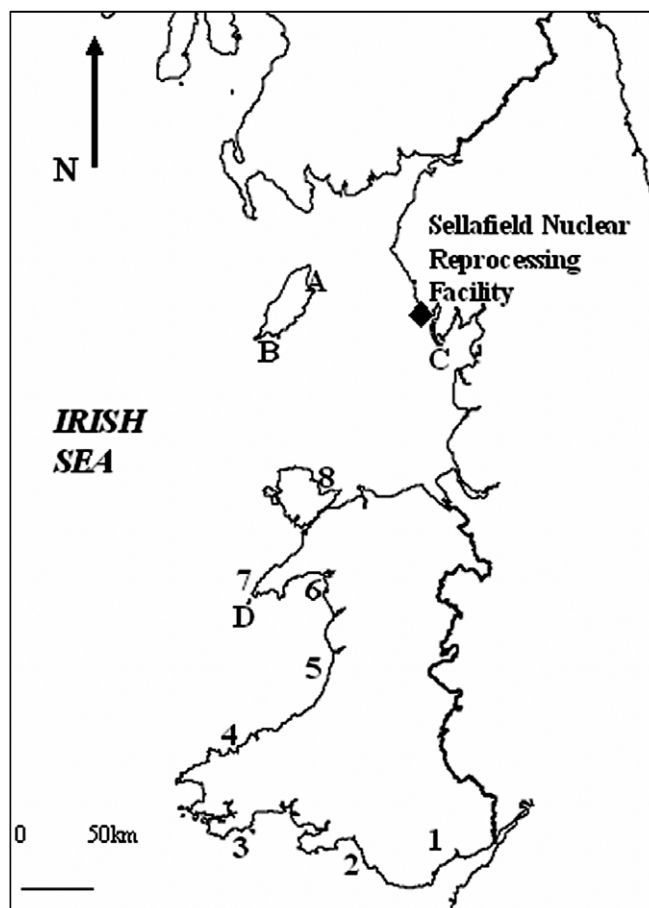 N
Sellafield Nuclear
Reprocessing
Facility
A
B
C
IRISH
SEA
8
7
6
D
5
4
0 50km
3
2
1